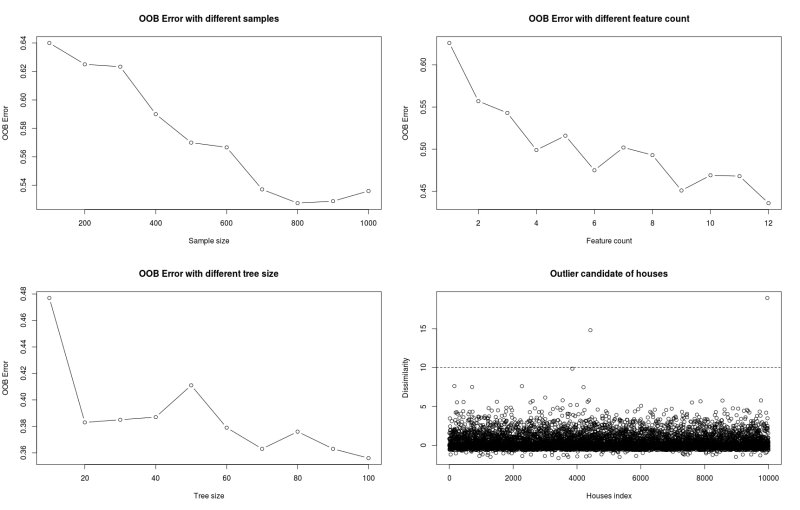 OOB Error with different samples
OOB Error
0.64
0.62
0.60
0.58
0.56
0.54
200 400 600 800 1000
Sample size
OOB Error with different feature count
OOB Error
0.60
0.55
0.50
0.45
2 4 6 8 10 12
Feature count
OOB Error with different tree size
OOB Error
0.48
0.46
0.44
0.42
0.40
0.38
0.36
20 40 60 80 100
Tree size
Outlier candidate of houses
Dissimilarity
15
10
5
0
0 2000 4000 6000 8000 10000
Houses index